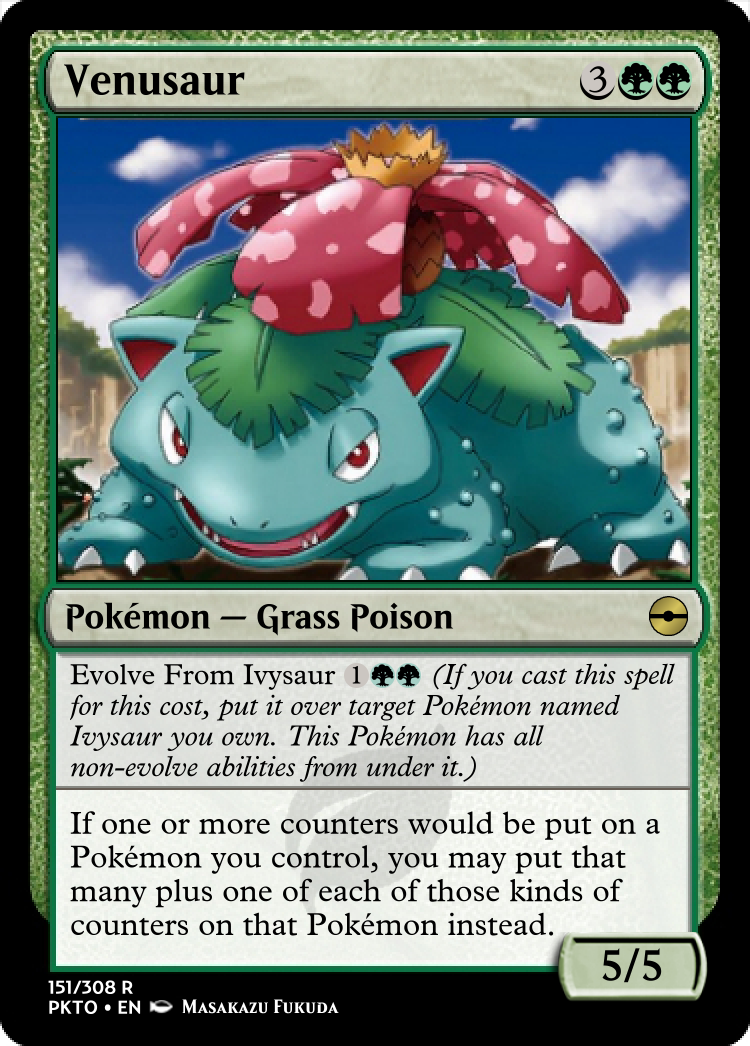 Venusaur 3
Pokémon — Grass Poison
Evolve From Ivysaur 1 (If you cast this spell
for this cost, put it over target Pokémon named
Ivysaur you own. This Pokémon has all
non-evolve abilities from under it.)
If one or more counters would be put on a
Pokémon you control, you may put that
many plus one of each of those kinds of
counters on that Pokémon instead.
5/5
151/308 R
PKTO • EN Masakazu Fukuda